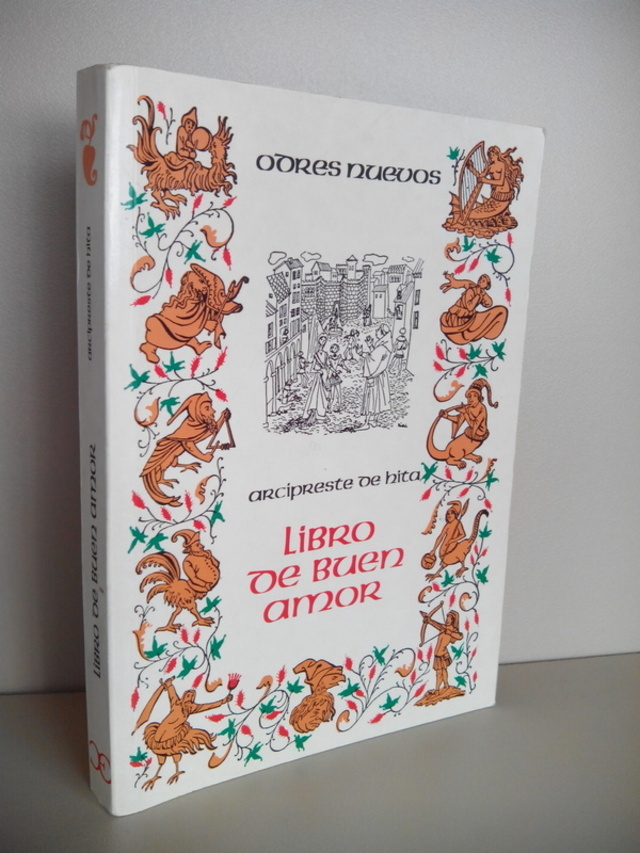 odres nuevos
arcipreste de hita
Libro
de buen
amor
arcipreste de hita
Libro de buen amor